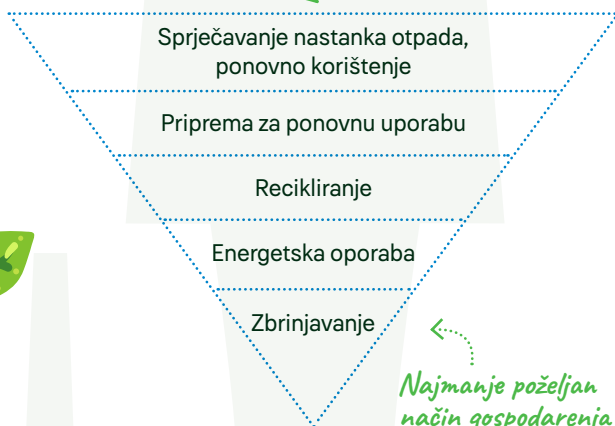 Sprječavanje nastanka otpada,
ponovno korištenje
Priprema za ponovnu uporabu
Recikliranje
Energetska oporaba
Zbrinjavanje
Najmanje poželjan
način gospodarenja